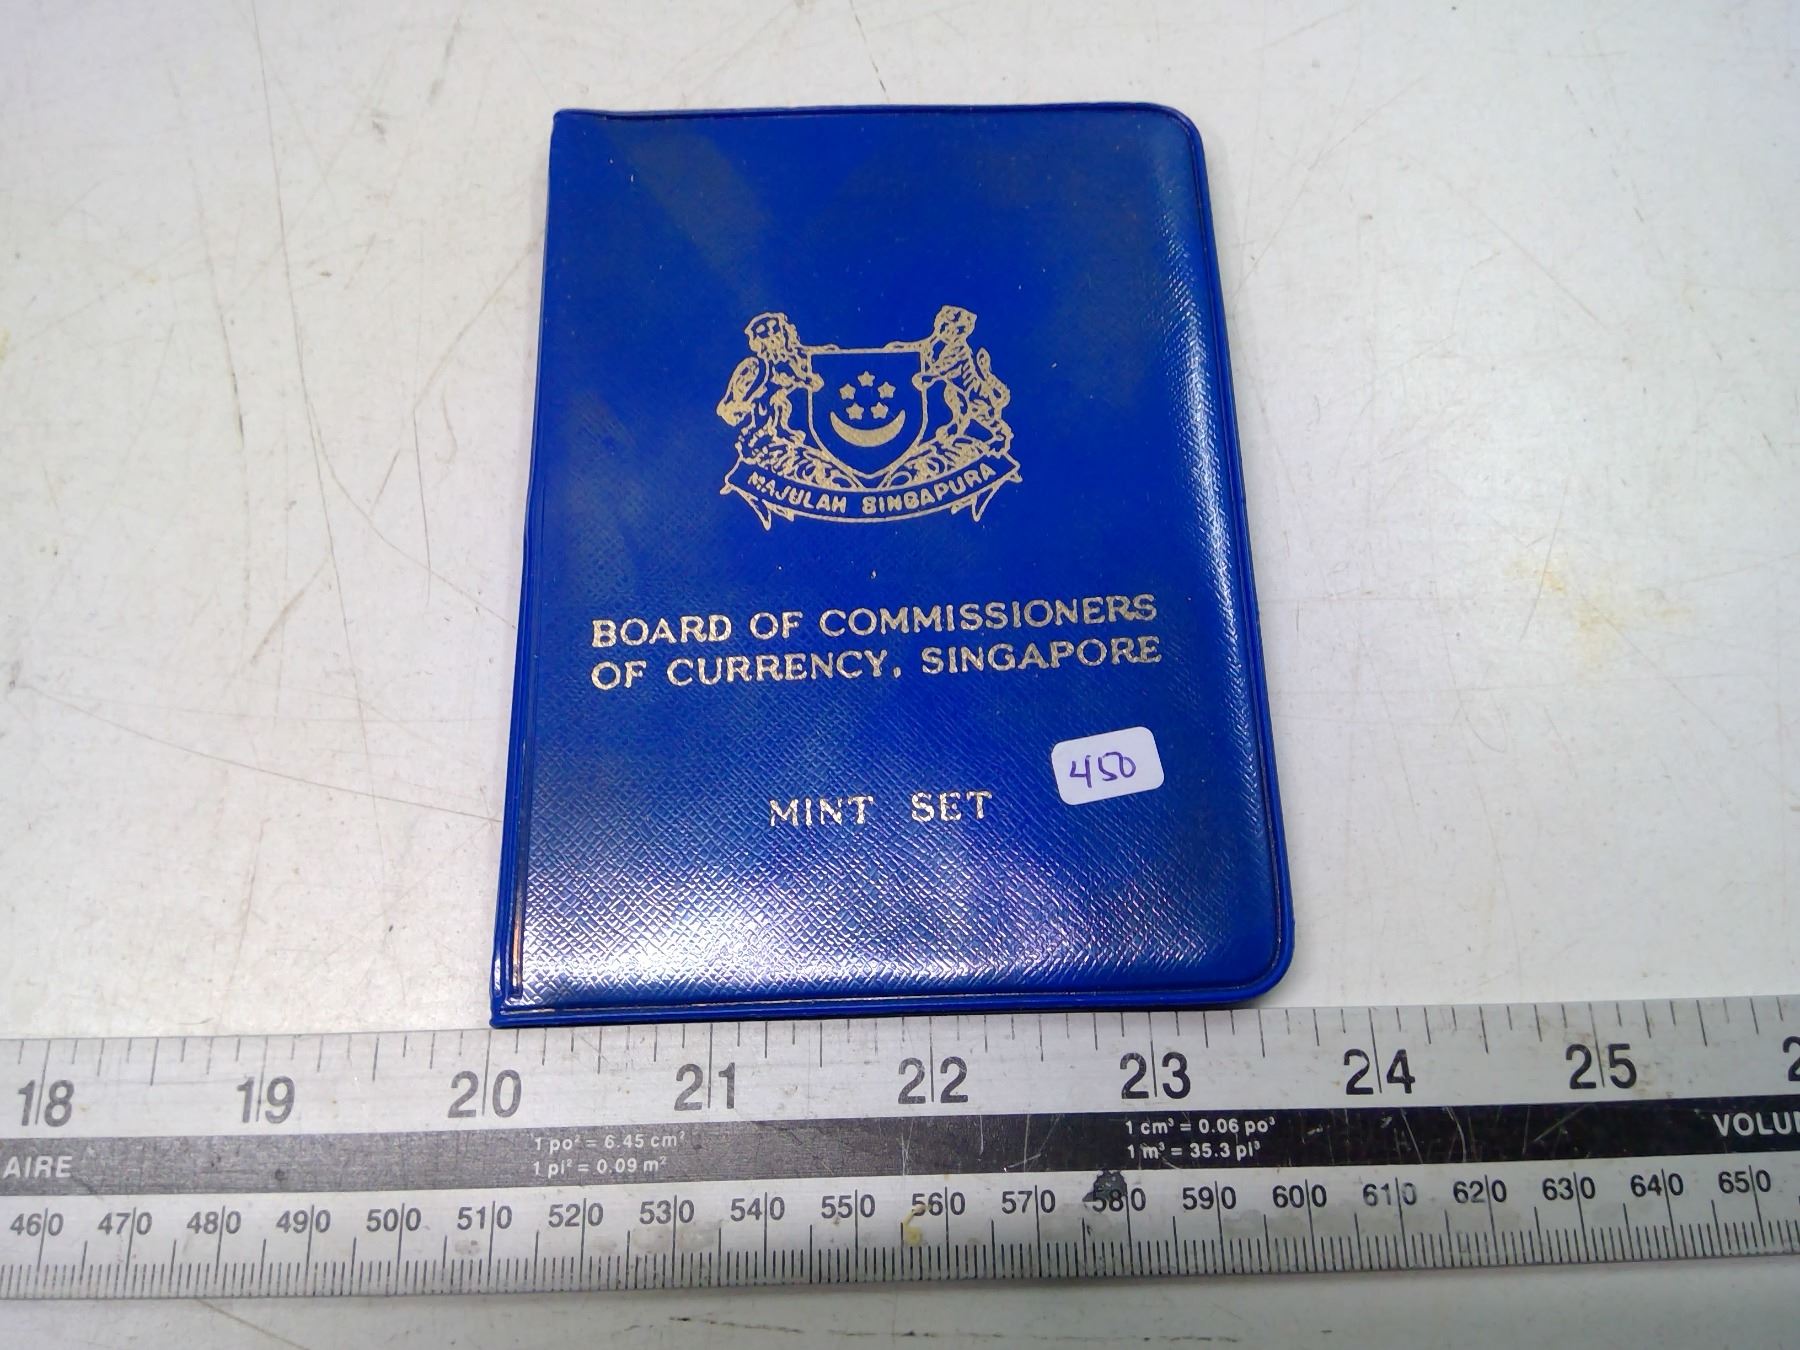 MAJULAH SINGAPURA
BOARD OF COMMISSIONERS
OF CURRENCY, SINGAPORE
450
MINT SET
18 19 20 21 22 23 24 25 2
AIRE
1 po² = 6.45 cm²
1 pi² = 0.09 m²
1 cm³ = 0.06 po³
1 m³ = 35.3 pi³
VOLU
460 470 480 490 500 510 520 530 540 550 560 570 580 590 600 610 620 630 640 650